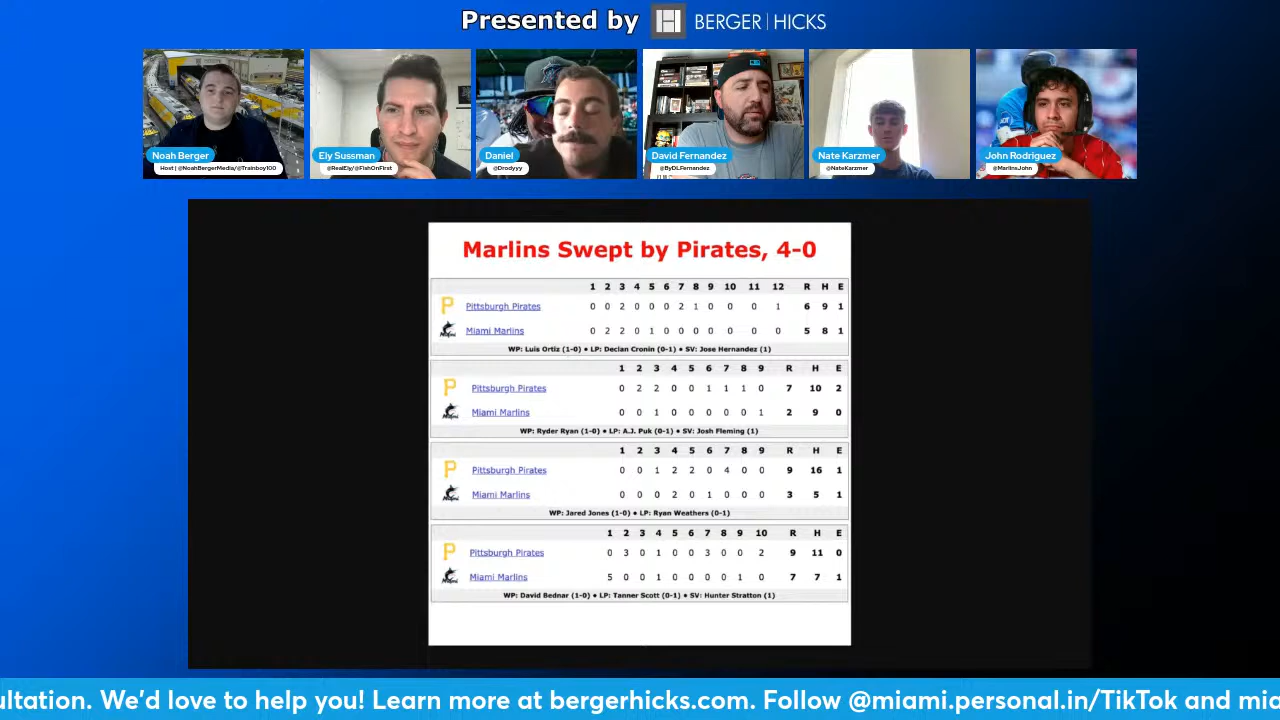 Presented by BERGER | HICKS
Noah Berger
Host | @NoahBergerMedia/@Trainboy100
Ely Sussman
@RealEly/@FishOnFirst
Daniel
@Drodyyy
David Fernandez
@ByDLFernandez
Nate Karzmer
@NateKarzmer
John Rodriguez
@MarlinsJohn
Marlins Swept by Pirates, 4-0
1 2 3 4 5 6 7 8 9 10 11 12 R H E
P Pittsburgh Pirates 0 0 2 0 0 0 2 1 0 0 0 1 6 9 1
Miami Marlins 0 2 2 0 1 0 0 0 0 0 0 0 5 8 1
WP: Luis Ortiz (1-0) • LP: Declan Cronin (0-1) • SV: Jose Hernandez (1)
1 2 3 4 5 6 7 8 9 R H E
P Pittsburgh Pirates 0 2 2 0 0 1 1 1 0 7 10 2
Miami Marlins 0 0 1 0 0 0 0 0 1 2 9 0
WP: Ryder Ryan (1-0) • LP: A.J. Puk (0-1) • SV: Josh Fleming (1)
1 2 3 4 5 6 7 8 9 R H E
P Pittsburgh Pirates 0 0 1 2 2 0 4 0 0 9 16 1
Miami Marlins 0 0 0 2 0 1 0 0 0 3 5 1
WP: Jared Jones (1-0) • LP: Ryan Weathers (0-1)
1 2 3 4 5 6 7 8 9 10 R H E
P Pittsburgh Pirates 0 3 0 1 0 0 3 0 0 2 9 11 0
Miami Marlins 5 0 0 1 0 0 0 0 1 0 7 7 1
WP: David Bednar (1-0) • LP: Tanner Scott (0-1) • SV: Hunter Stratton (1)
ultation. We'd love to help you! Learn more at bergerhicks.com. Follow @miami.personal.in/TikTok and mia